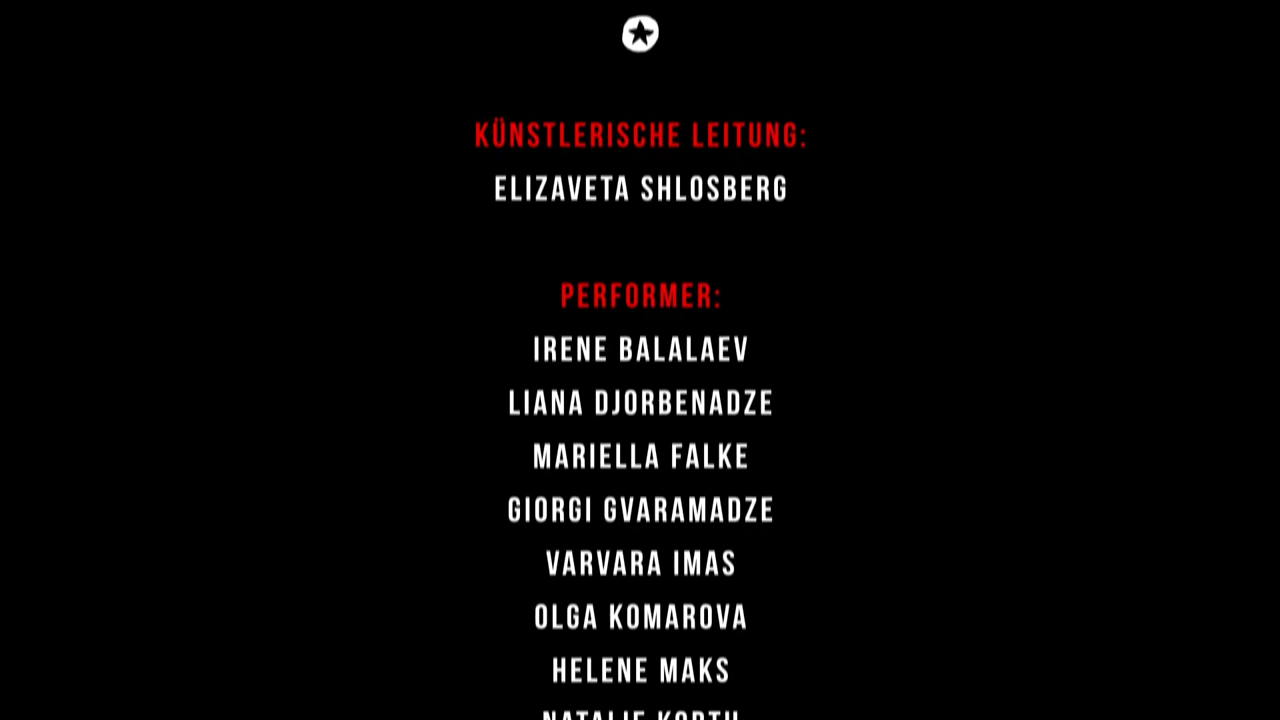 KÜNSTLERISCHE LEITUNG:
ELIZAVETA SHLOSBERG
PERFORMER:
IRENE BALALAEV
LIANA DJORBENADZE
MARIELLA FALKE
GIORGI GVARAMADZE
VARVARA IMAS
OLGA KOMAROVA
HELENE MAKS
NATALIE